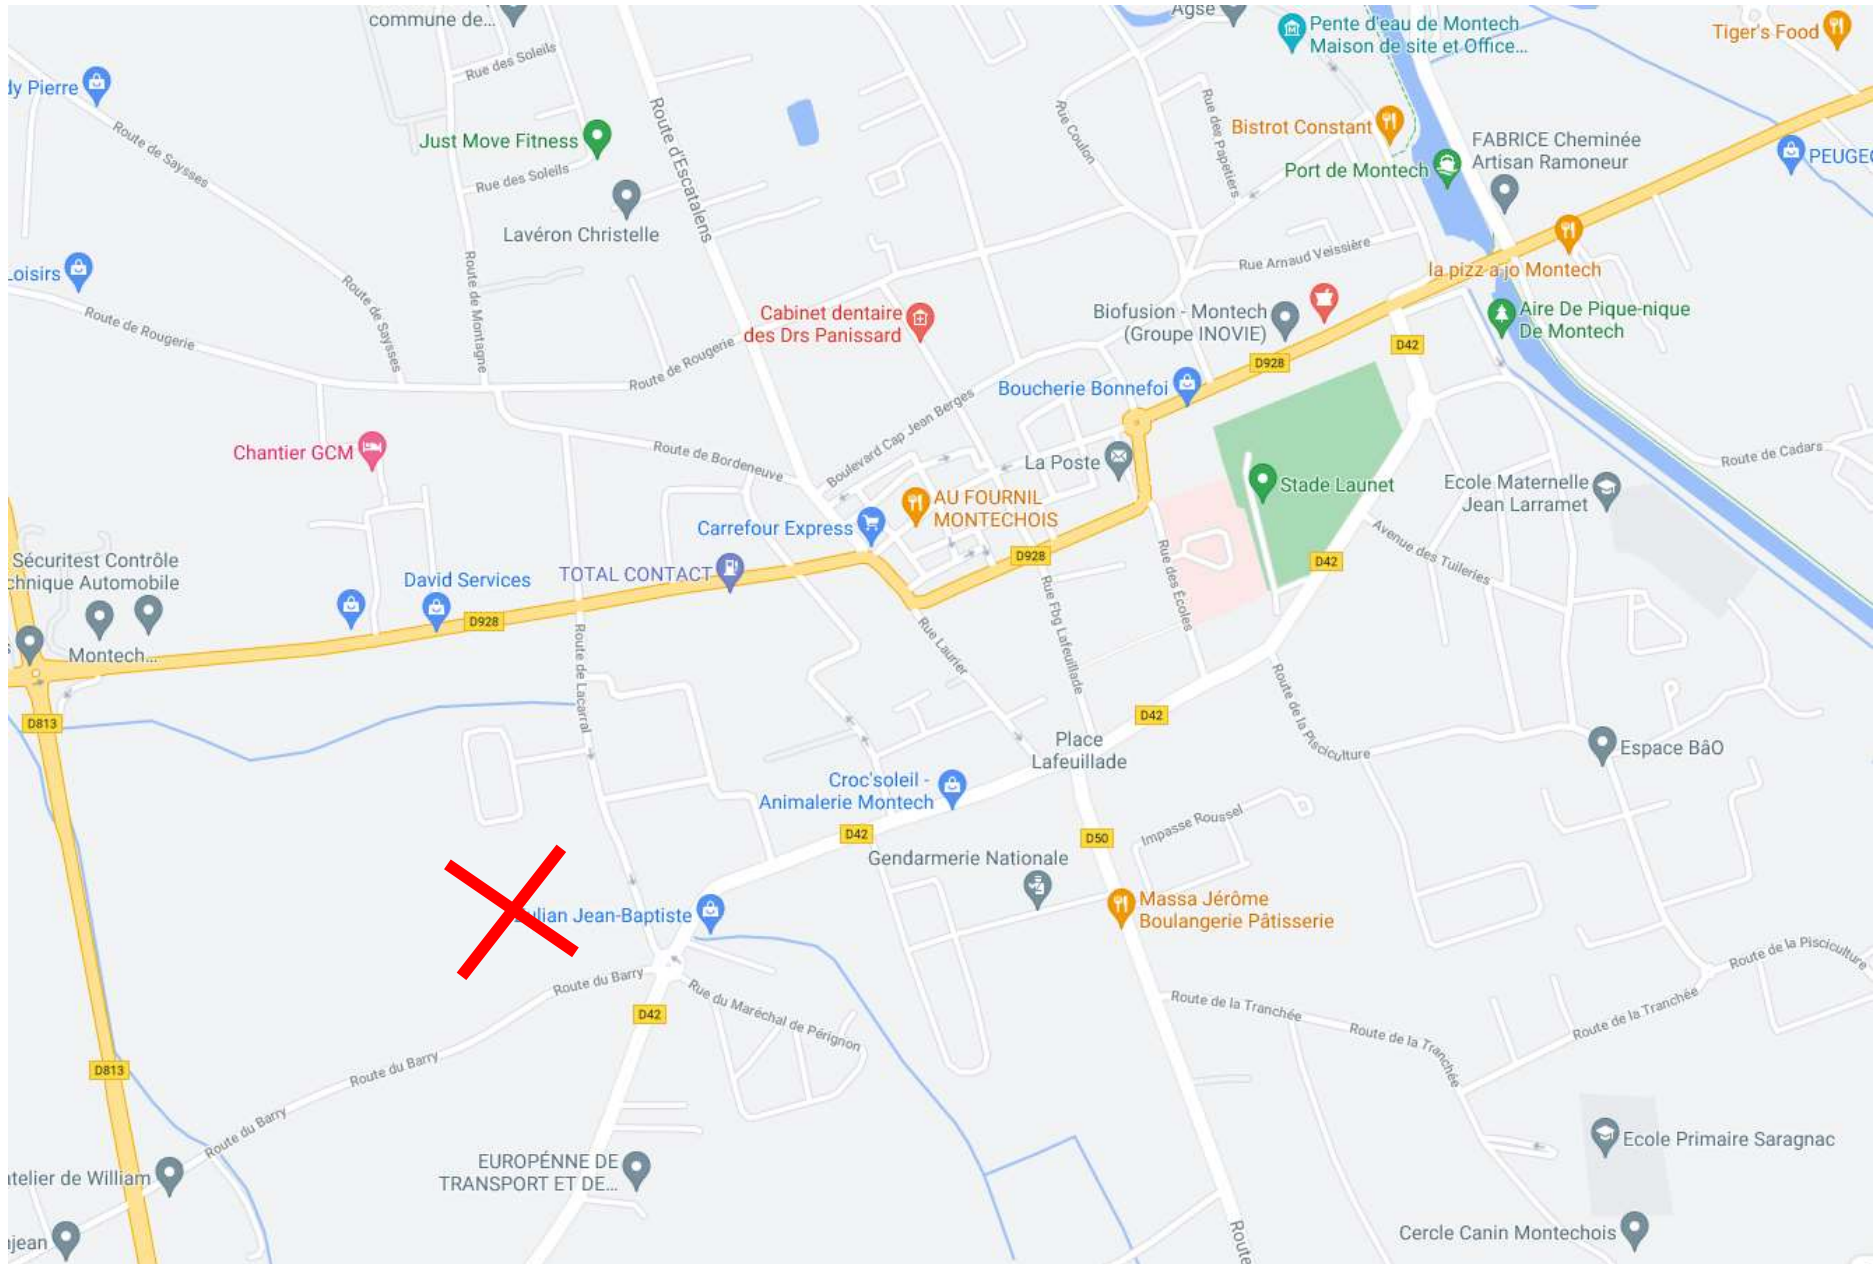 commune de...
Agse
Pente d'eau de Montech
Maison de site et Office...
Tiger's Food
Rue des Soleils
dy Pierre
Route d'Escatalens
Rue Coulon
Rue des Papetiers
Bistrot Constant
FABRICE Cheminée
Artisan Ramoneur
PEUGEO
Route de Saysses
Just Move Fitness
Rue des Soleils
Port de Montech
Lavéron Christelle
Rue Arnaud Veissière
Loisirs
Route de Montagne
Route de Saysses
la pizz a jo Montech
Route de Rougerie
Cabinet dentaire
des Drs Panissard
Biofusion - Montech
(Groupe INOVIE)
Aire De Pique-nique
De Montech
D42
D928
Route de Rougerie
Boucherie Bonnefoi
Boulevard Cap Jean Berges
Chantier GCM
Route de Bordeneuve
La Poste
Route de Cadars
Stade Launet
Ecole Maternelle
Jean Larramet
AU FOURNIL
MONTECHOIS
Carrefour Express
Avenue des Tuileries
Sécuritest Contrôle
chnique Automobile
David Services
TOTAL CONTACT
D928
D42
Rue des Écoles
Rue Fbg Lafeuillade
D928
Montech...
Route de Lacarral
Rue Laurier
Route de la Pisciculture
D813
D42
Place
Lafeuillade
Espace BâO
Croc'soleil -
Animalerie Montech
D42
D50
Impasse Roussel
Gendarmerie Nationale
ulian Jean-Baptiste
Massa Jérôme
Boulangerie Pâtisserie
Route de la Pisciculture
Route du Barry
Rue du Maréchal de Pérignon
Route de la Tranchée
Route de la Tranchée
Route de la Tranchée
D42
Route du Barry
D813
Route du Barry
EUROPÉNNE DE
TRANSPORT ET DE...
Ecole Primaire Saragnac
atelier de William
Route
Cercle Canin Montechois
njean